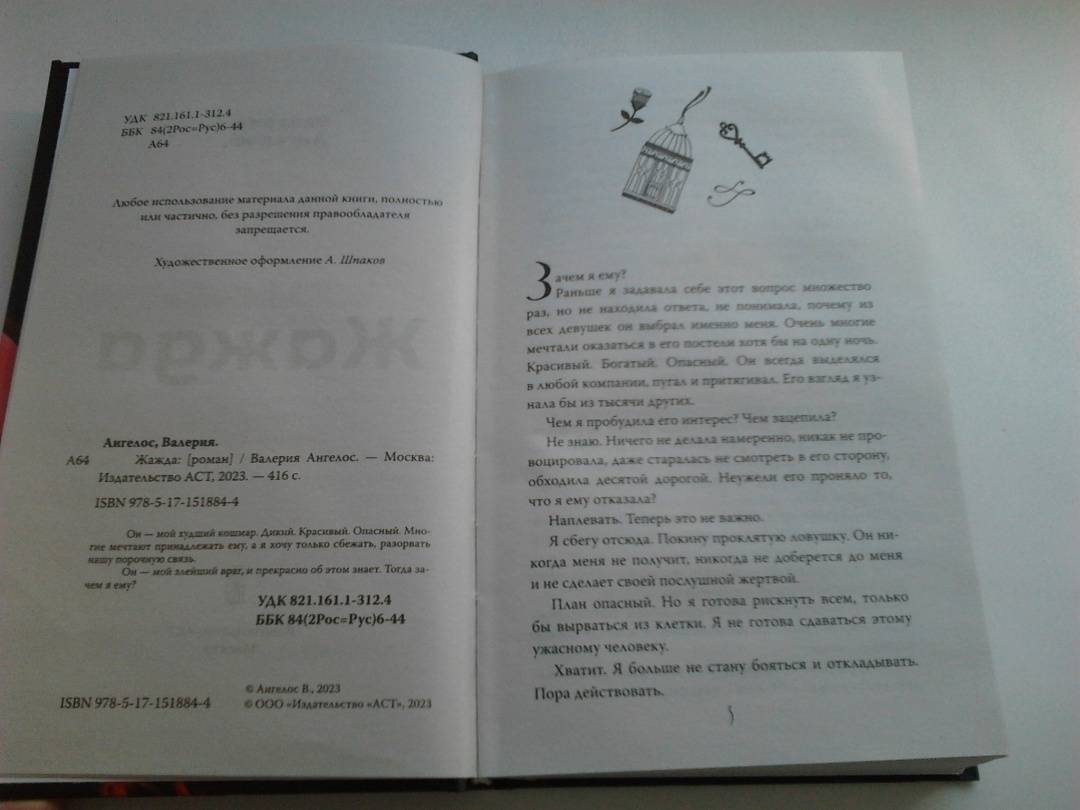 УДК 821.161.1-312.4
ББК 84(2Рос=Рус)6-44
А64
Любое использование материала данной книги, полностью
или частично, без разрешения правообладателя
запрещается.
Художественное оформление А. Шпаков
Ангелос, Валерия.
А64 Жажда: [роман] / Валерия Ангелос. — Москва:
Издательство АСТ, 2023. — 416 с.
ISBN 978-5-17-151884-4
Он — мой худший кошмар. Дикий. Красивый. Опасный. Мно-
гие мечтают принадлежать ему, а я хочу только сбежать, разорвать
нашу порочную связь.
Он — мой злейший враг, и прекрасно об этом знает. Тогда за-
чем я ему?
УДК 821.161.1-312.4
ББК 84(2Рос=Рус)6-44
ISBN 978-5-17-151884-4
© Ангелос В., 2023
© ООО «Издательство «АСТ», 2023
Зачем я ему?
Раньше я задавала себе этот вопрос множество
раз, но не находила ответа, не понимала, почему из
всех девушек он выбрал именно меня. Очень многие
мечтали оказаться в его постели хотя бы на одну ночь.
Красивый. Богатый. Опасный. Он всегда выделялся
в любой компании, пугал и притягивал. Его взгляд я уз-
нала бы из тысячи других.
Чем я пробудила его интерес? Чем зацепила?
Не знаю. Ничего не делала намеренно, никак не про-
воцировала, даже старалась не смотреть в его сторону,
обходила десятой дорогой. Неужели его проняло то,
что я ему отказала?
Наплевать. Теперь это не важно.
Я сбегу отсюда. Покину проклятую ловушку. Он ни-
когда меня не получит, никогда не доберется до меня
и не сделает своей послушной жертвой.
План опасный. Но я готова рискнуть всем, только
бы вырваться из клетки. Я не готова сдаваться этому
ужасному человеку.
Хватит. Я больше не стану бояться и откладывать.
Пора действовать.
5